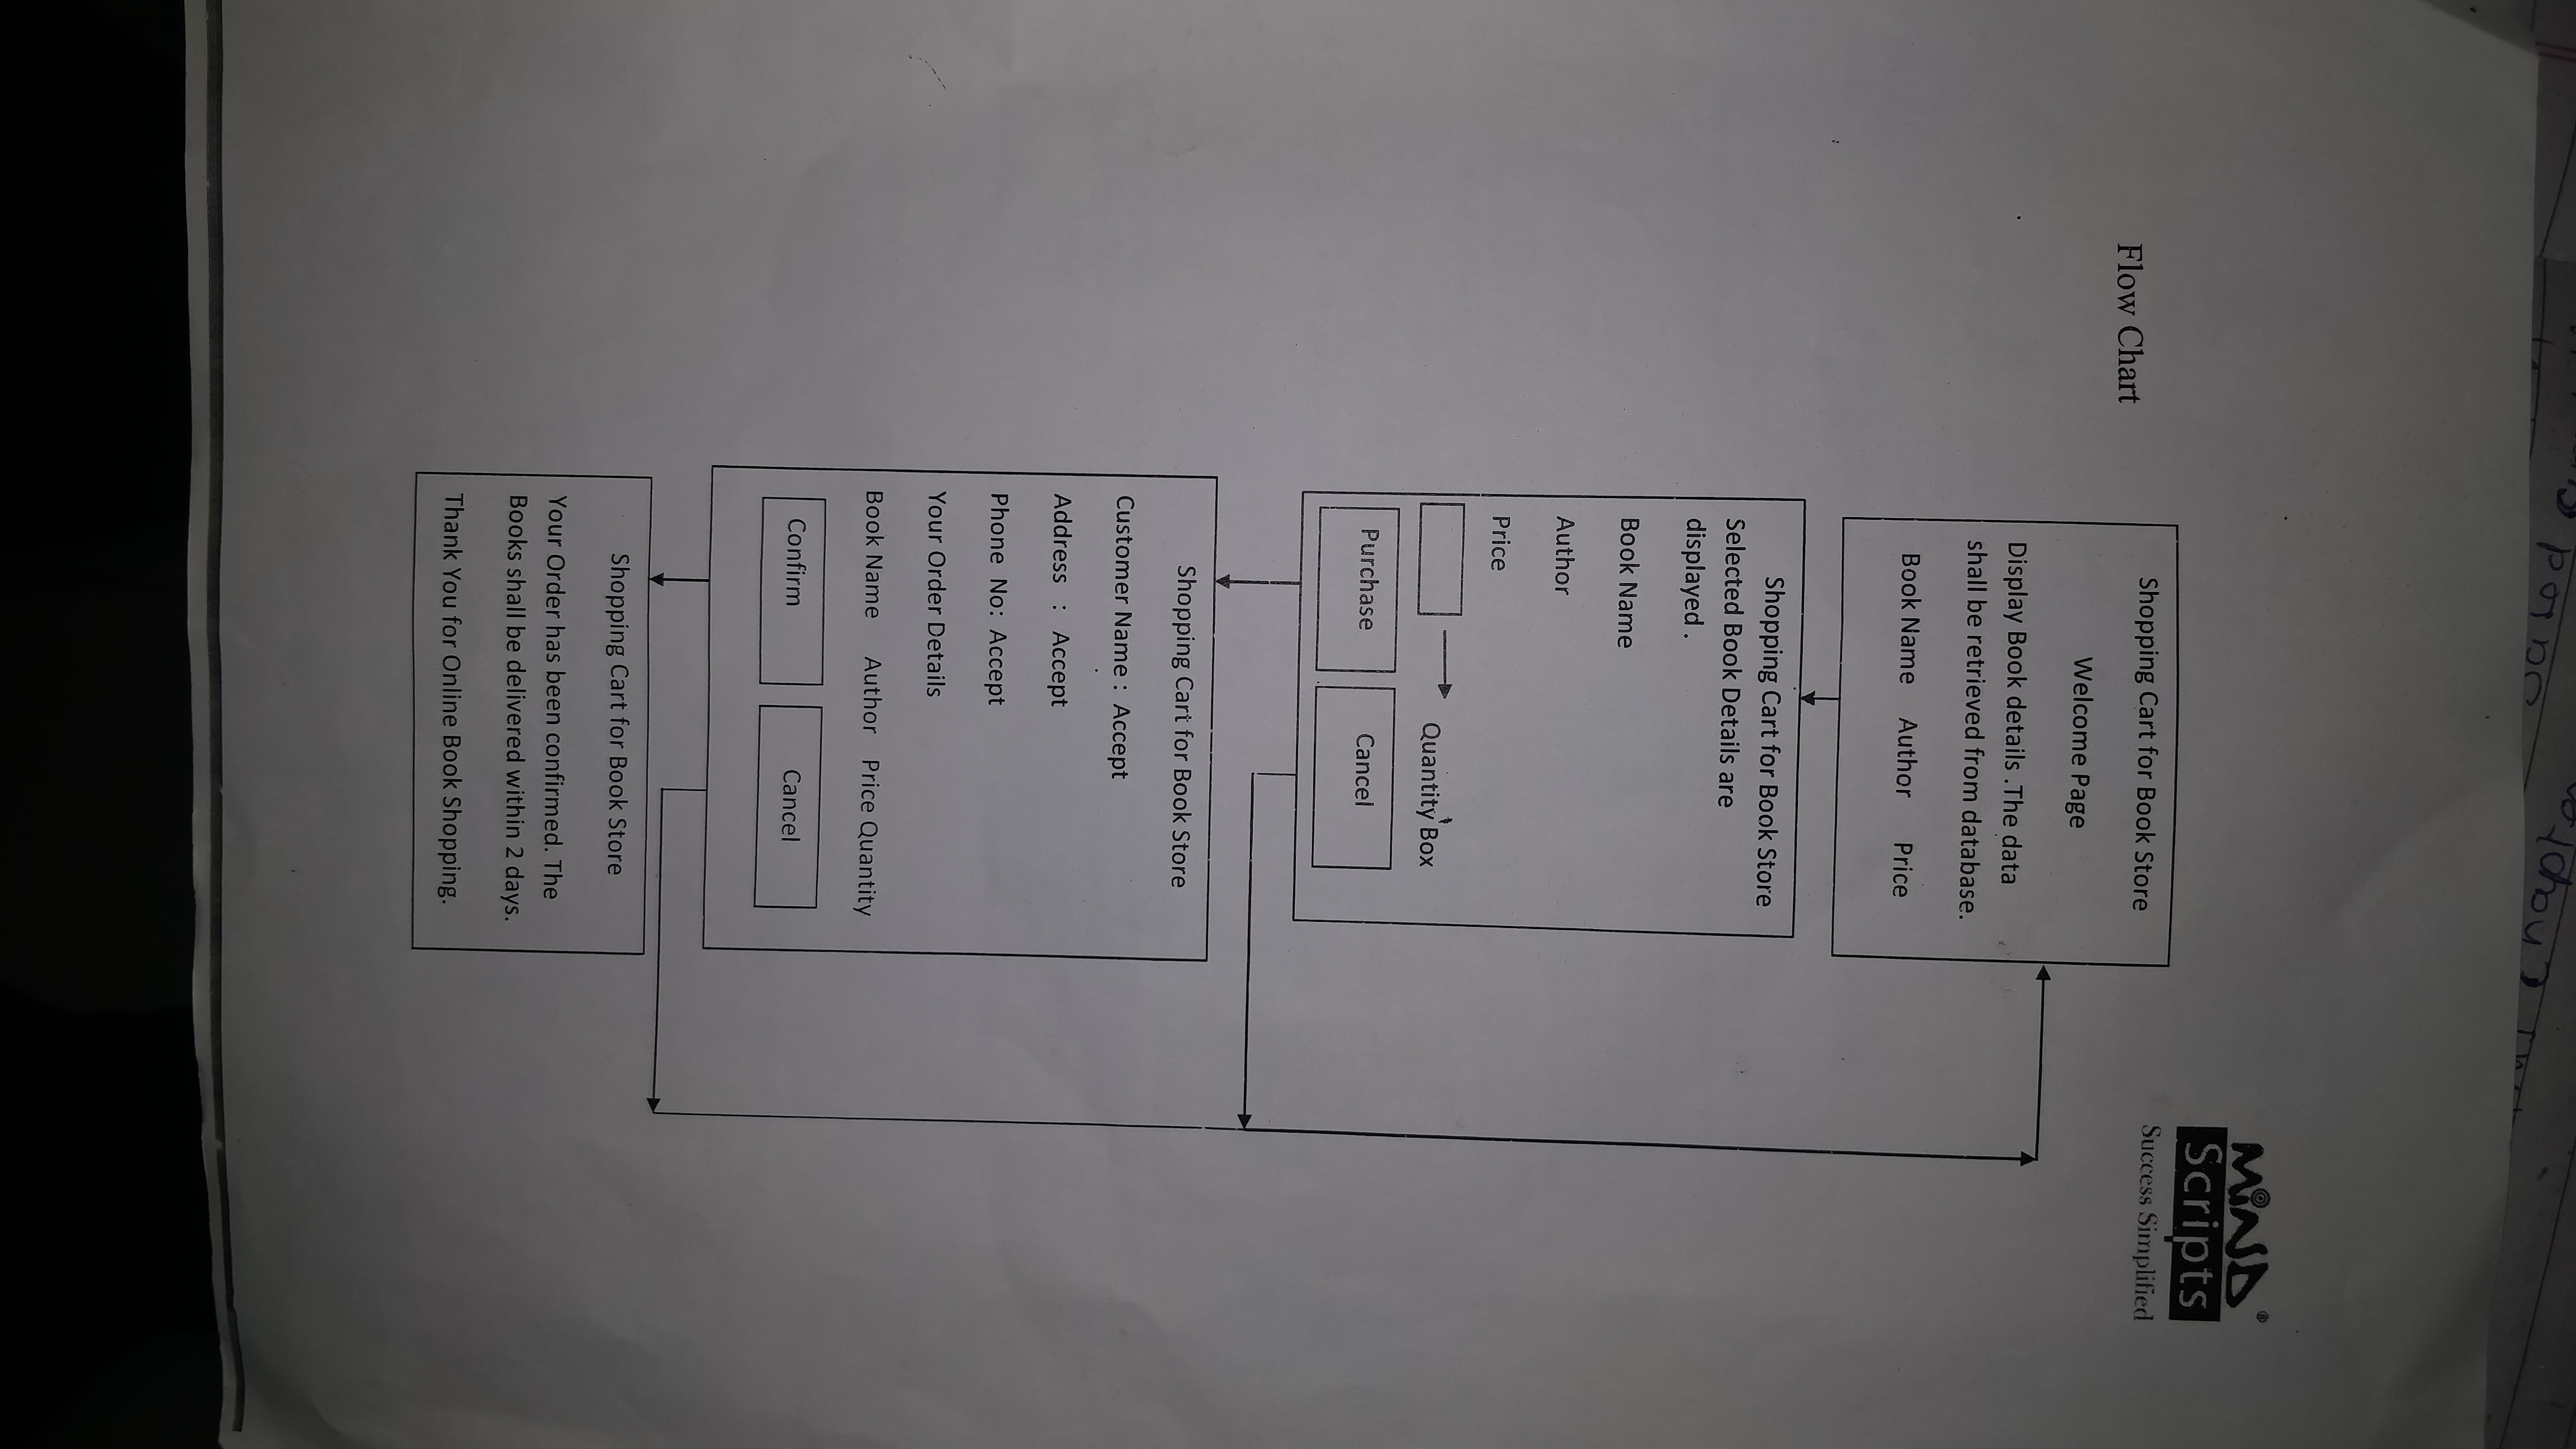 MIND
Scripts
Success Simplified
Flow Chart
Shopping Cart for Book Store
Welcome Page
Display Book details . The data
shall be retrieved from database.
Book Name Author Price
Shopping Cart for Book Store
Selected Book Details are
displayed .
Book Name
Author
Price
Quantity Box
Purchase Cancel
Shopping Cart for Book Store
Customer Name : Accept
Address : Accept
Phone No: Accept
Your Order Details
Book Name Author Price Quantity
Confirm Cancel
Shopping Cart for Book Store
Your Order has been confirmed. The
Books shall be delivered within 2 days.
Thank You for Online Book Shopping.